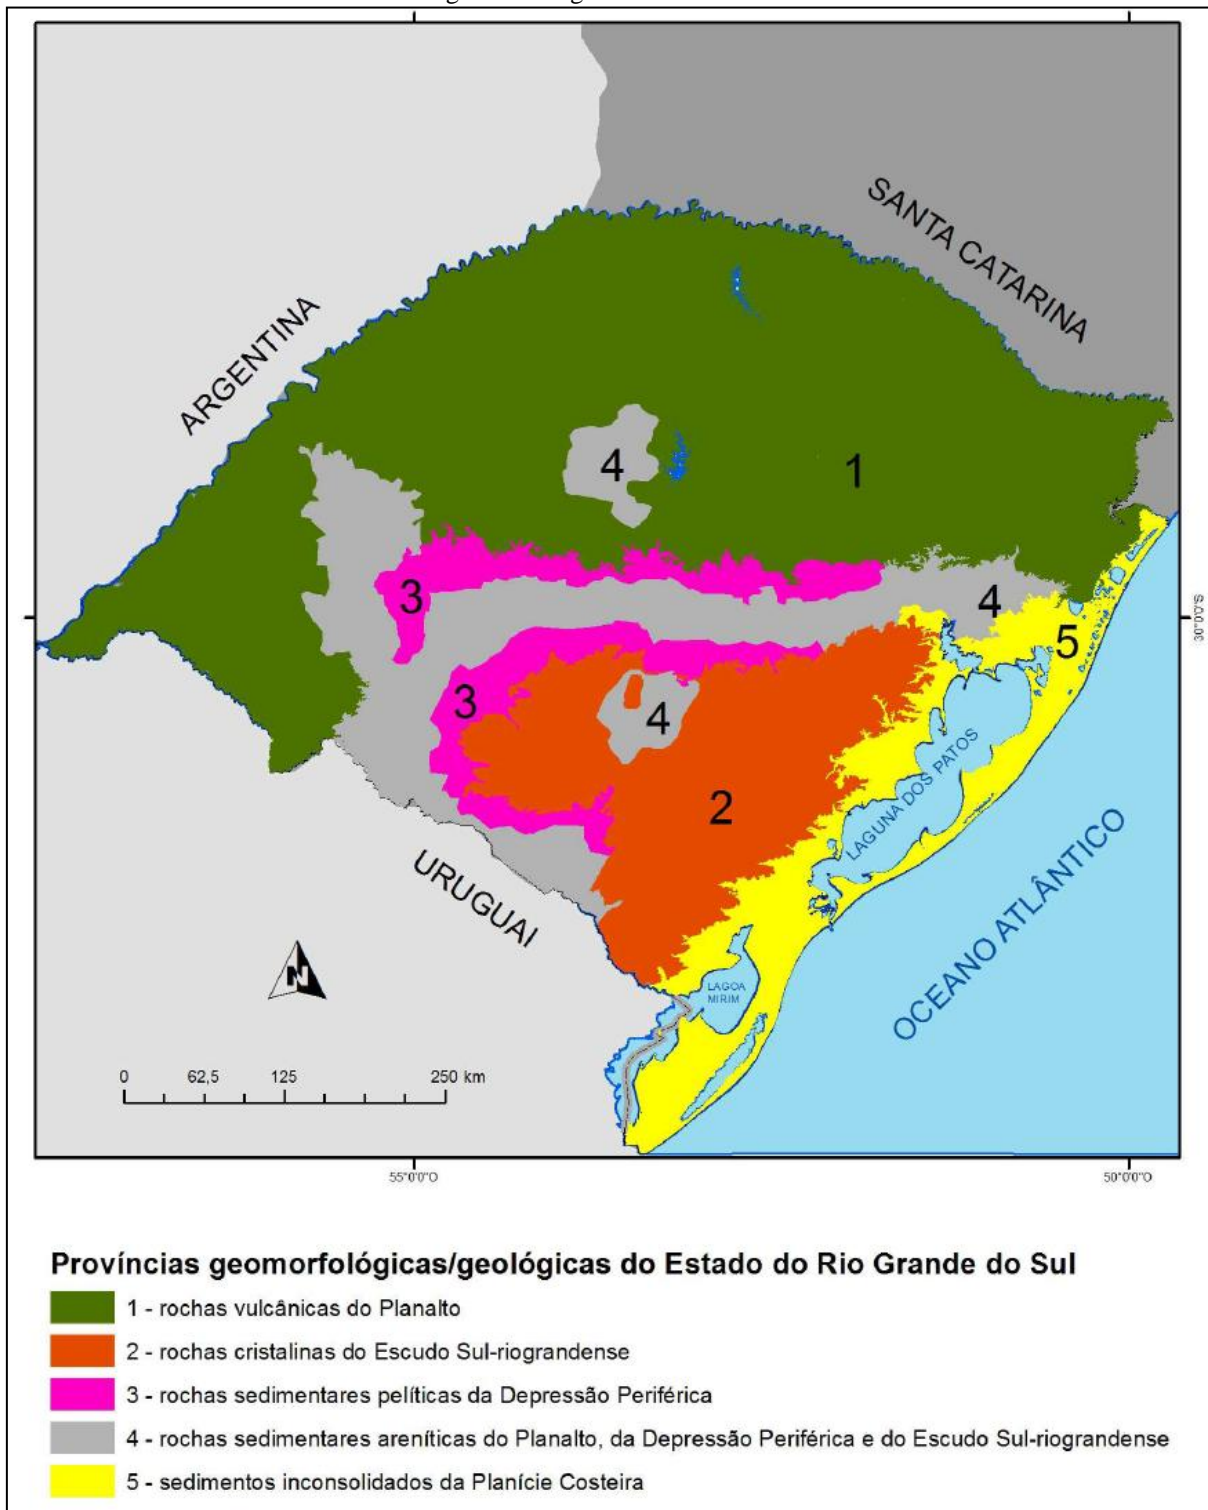 SANTA CATARINA
ARGENTINA
4
1
3
4
5
3
4
2
LAGUNA DOS PATOS
URUGUAI
OCEANO ATLÂNTICO
N
LAGOA
MIRIM
0 62,5 125 250 km
30°0'0"S
55°0'0"O 50°0'0"O
Províncias geomorfológicas/geológicas do Estado do Rio Grande do Sul
1 - rochas vulcânicas do Planalto
2 - rochas cristalinas do Escudo Sul-riograndense
3 - rochas sedimentares pelíticas da Depressão Periférica
4 - rochas sedimentares areníticas do Planalto, da Depressão Periférica e do Escudo Sul-riograndense
5 - sedimentos inconsolidados da Planície Costeira